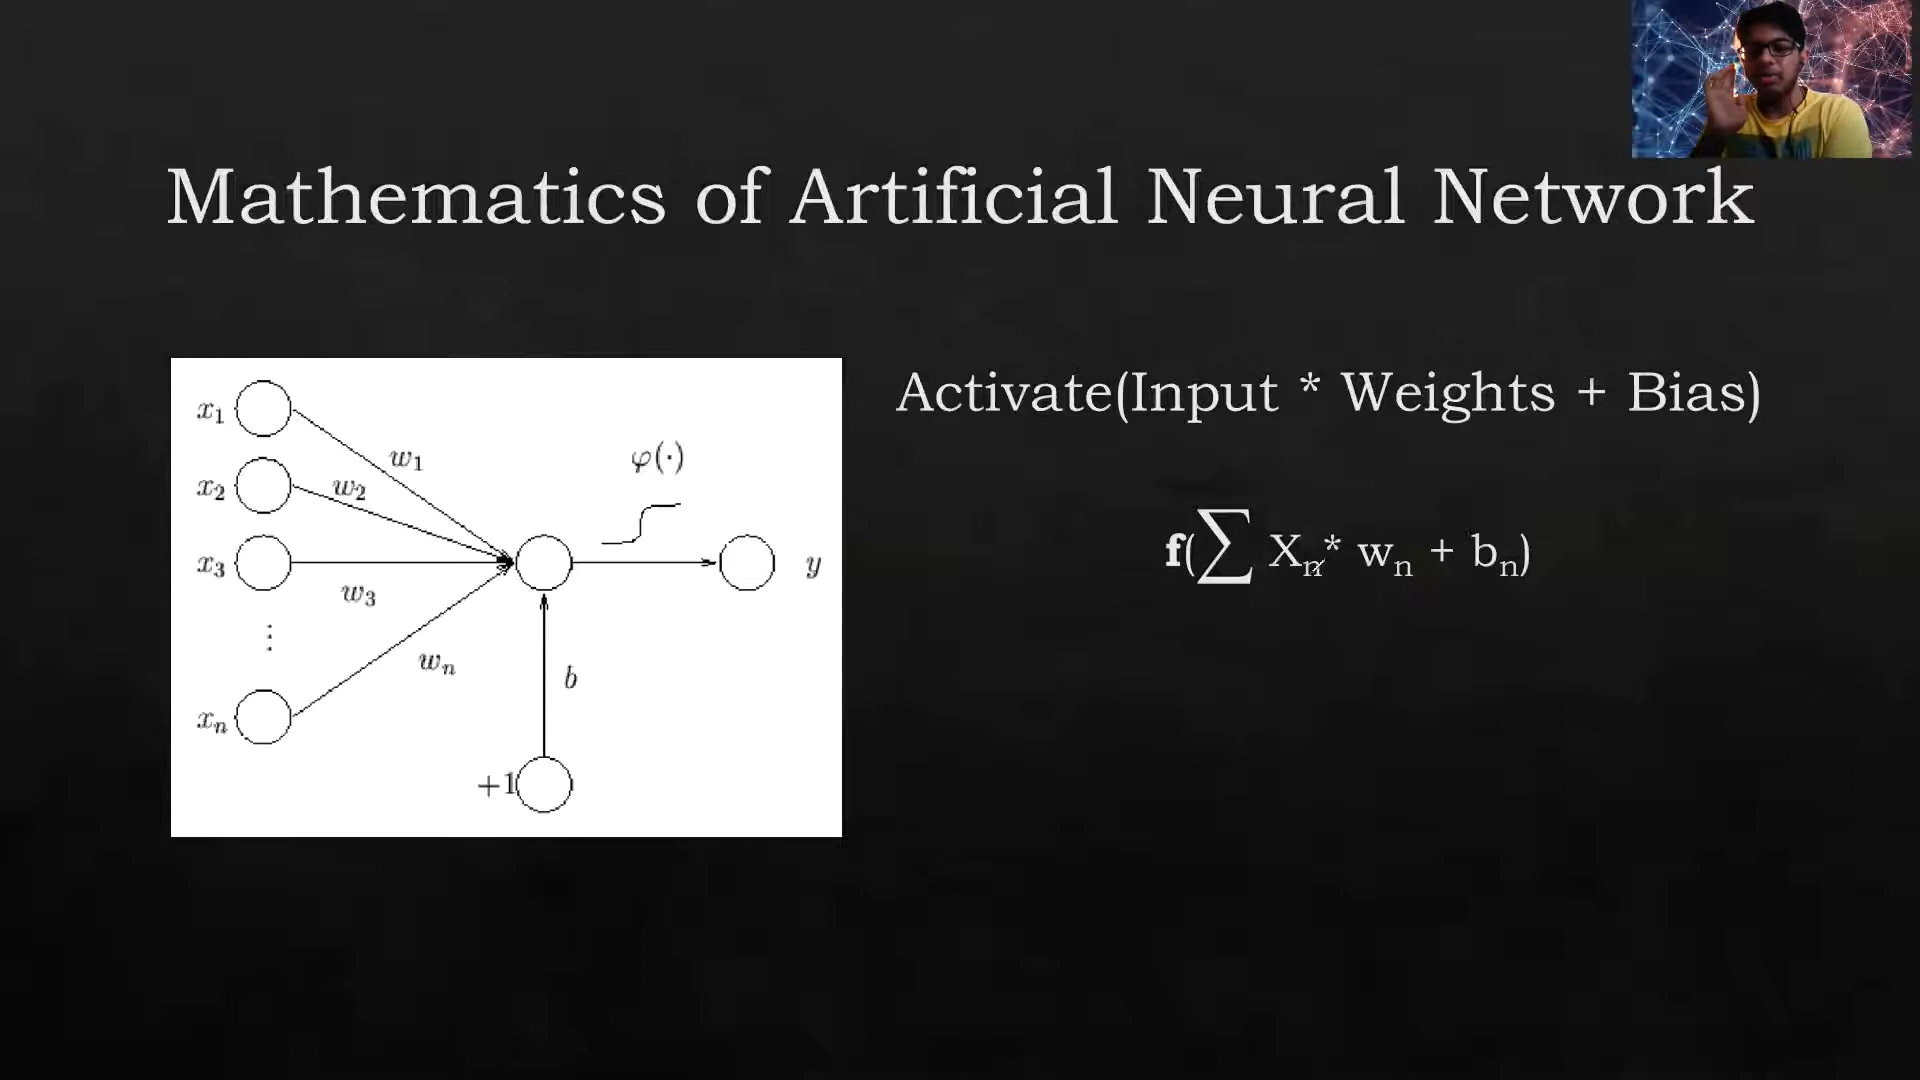 Mathematics of Artificial Neural Network
x₁
w₁
x₂
w₂
x₃
w₃
⋮
xₙ
wₙ
φ(·)
y
b
+1
Activate(Input * Weights + Bias)
f(∑ Xₙ* wₙ + bₙ)